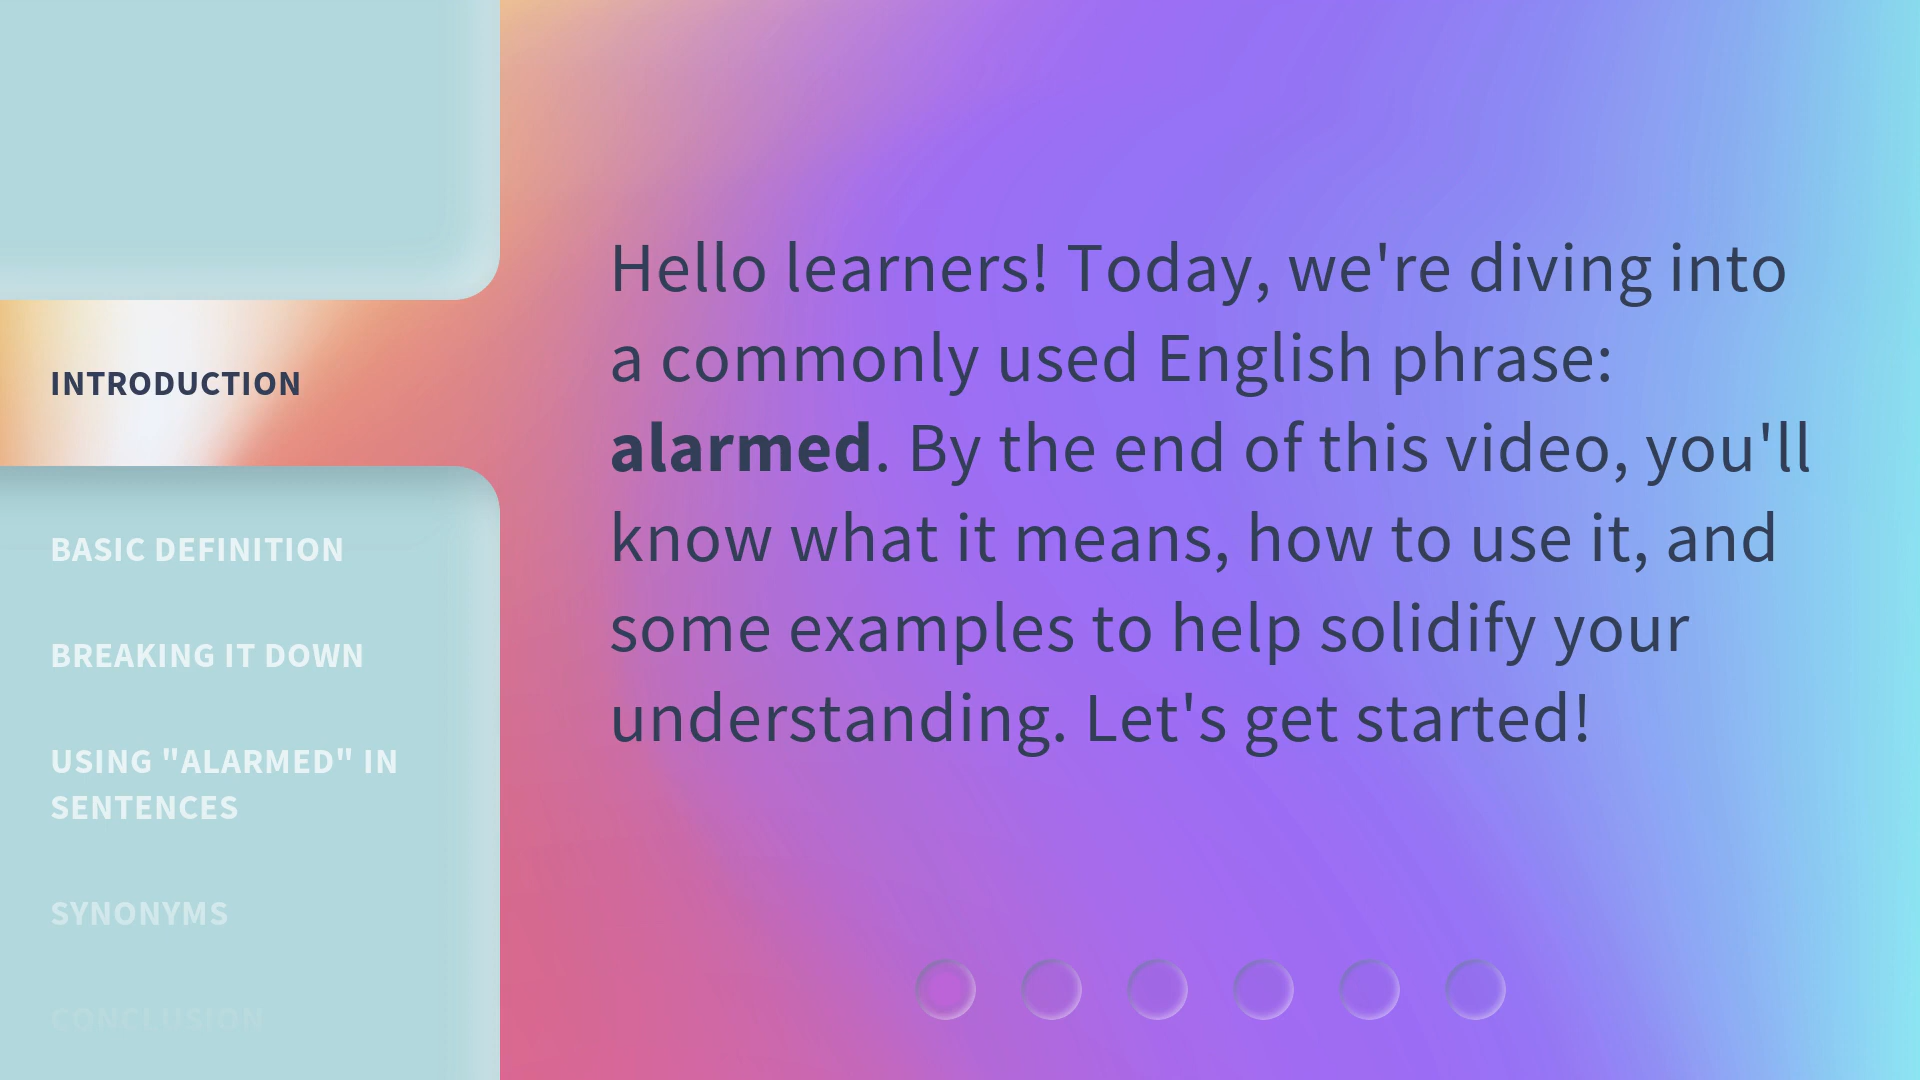 INTRODUCTION
BASIC DEFINITION
BREAKING IT DOWN
USING "ALARMED" IN
SENTENCES
SYNONYMS
CONCLUSION
Hello learners! Today, we're diving into
a commonly used English phrase:
alarmed. By the end of this video, you'll
know what it means, how to use it, and
some examples to help solidify your
understanding. Let's get started!